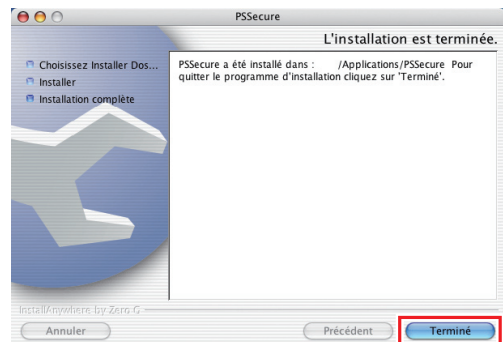 PSSecure
L'installation est terminée.
Choisissez Installer Dos...
Installer
Installation complète
PSSecure a été installé dans : /Applications/PSSecure Pour
quitter le programme d'installation cliquez sur 'Terminé'.
InstallAnywhere by Zero G
Annuler
Précédent
Terminé